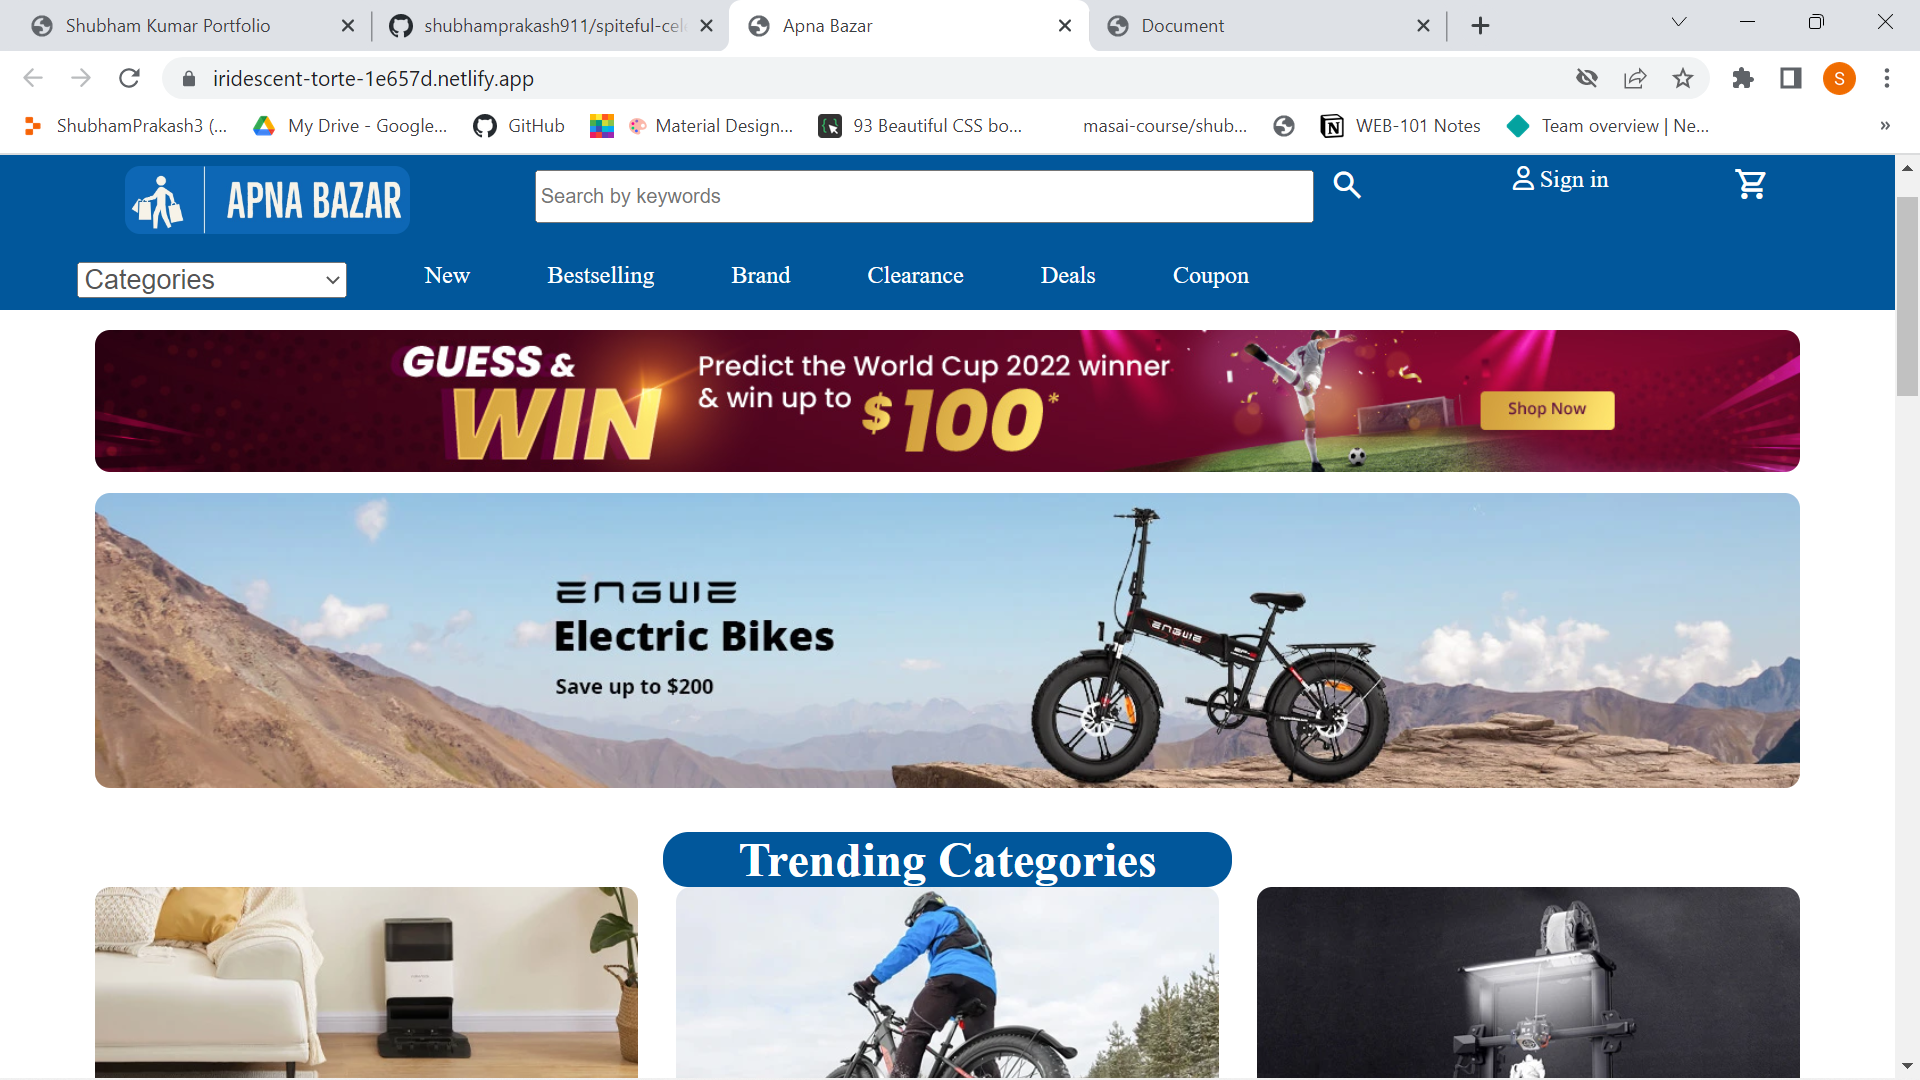 Shubham Kumar Portfolio
shubhamprakash911/spiteful-cel
Apna Bazar
Document
iridescent-torte-1e657d.netlify.app
S
ShubhamPrakash3 (...
My Drive - Google...
GitHub
Material Design...
93 Beautiful CSS bo...
masai-course/shub...
WEB-101 Notes
Team overview | Ne...
»
APNA BAZAR
Search by keywords
Sign in
Categories
New
Bestselling
Brand
Clearance
Deals
Coupon
GUESS &
WIN
Predict the World Cup 2022 winner
& win up to $100*
Shop Now
ENGWE
Electric Bikes
Save up to $200
ENGWE
Trending Categories